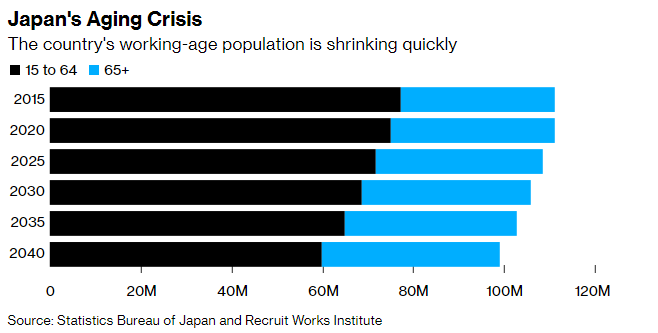 Japan's Aging Crisis
The country's working-age population is shrinking quickly
15 to 64 65+
2015
2020
2025
2030
2035
2040
0 20M 40M 60M 80M 100M 120M
Source: Statistics Bureau of Japan and Recruit Works Institute